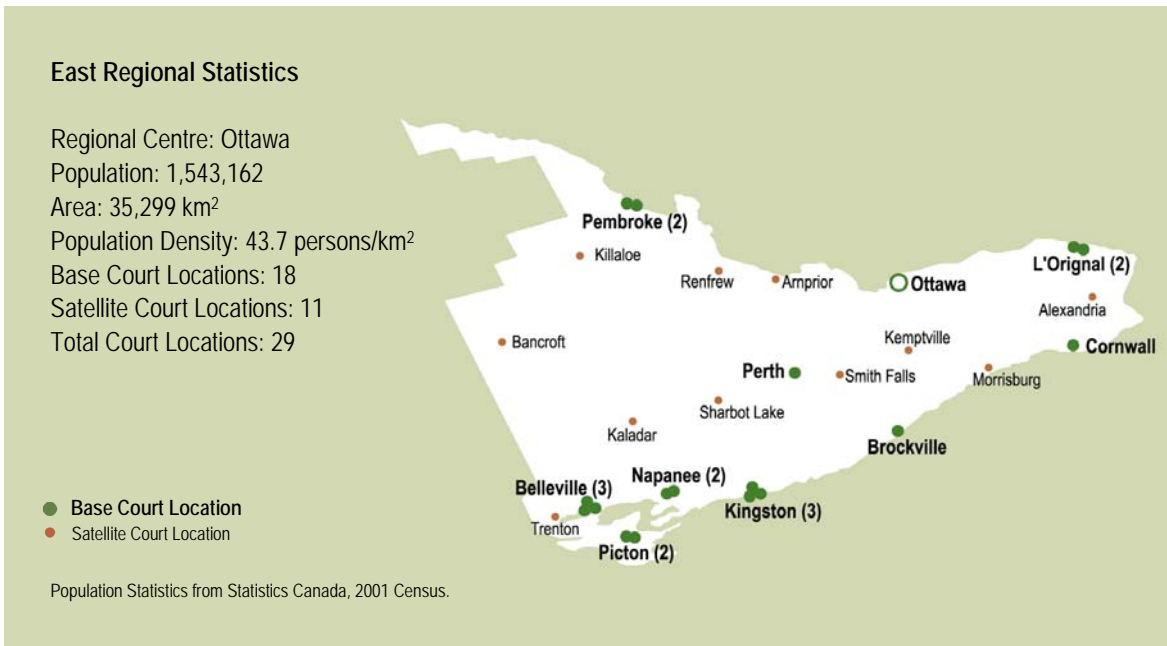 East Regional Statistics
Regional Centre: Ottawa
Population: 1,543,162
Area: 35,299 km²
Population Density: 43.7 persons/km²
Base Court Locations: 18
Satellite Court Locations: 11
Total Court Locations: 29
Pembroke (2)
Killaloe
Renfrew
Arnprior
Ottawa
L'Orignal (2)
Alexandria
Bancroft
Kemptville
Cornwall
Perth
Smith Falls
Morrisburg
Sharbot Lake
Kaladar
Brockville
Napanee (2)
Belleville (3)
Kingston (3)
Trenton
Picton (2)
Base Court Location
Satellite Court Location
Population Statistics from Statistics Canada, 2001 Census.